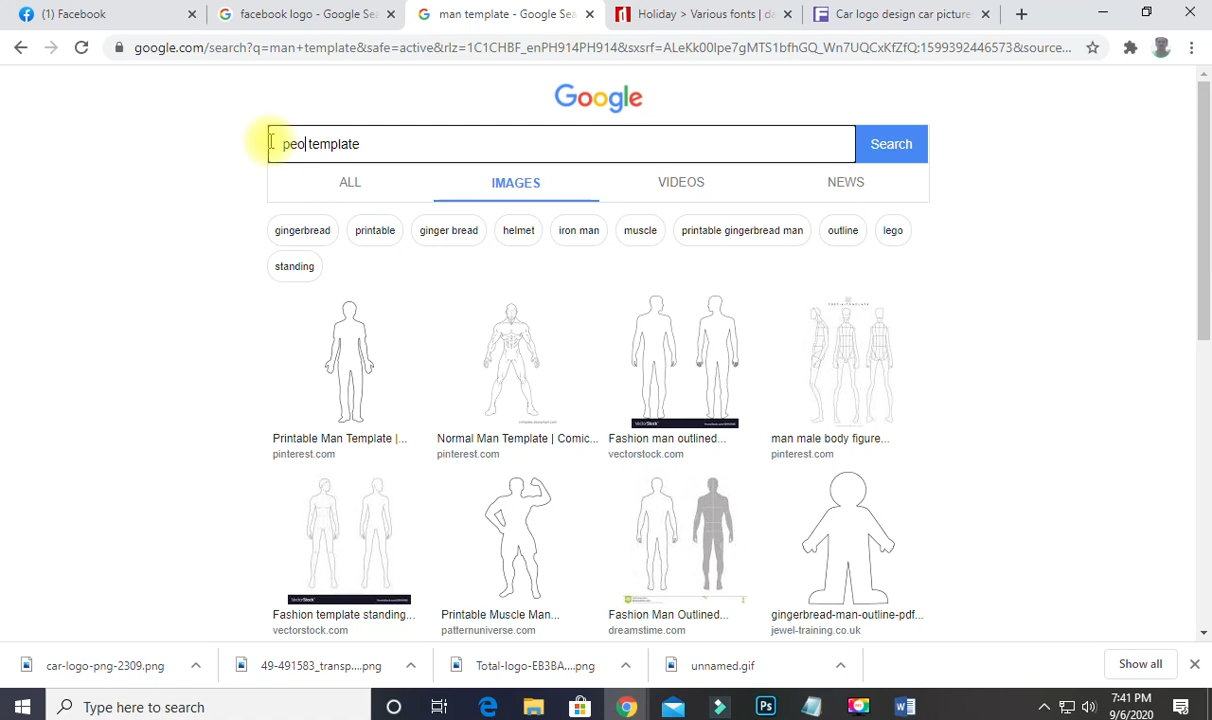 (1) Facebook
facebook logo - Google Sea
man template - Google Sea
Holiday > Various fonts | da
Car logo design car picture
google.com/search?q=man+template&safe=active&rlz=1C1CHBF_enPH914PH914&sxsrf=ALeKk00lpe7gMTS1bfhGQ_Wn7UQCxKfZfQ:1599392446573&source...
Google
peo template
Search
ALL
IMAGES
VIDEOS
NEWS
gingerbread
printable
ginger bread
helmet
iron man
muscle
printable gingerbread man
outline
lego
standing
VectorStock
Printable Man Template |...
Normal Man Template | Comic...
Fashion man outlined...
man male body figure...
pinterest.com
pinterest.com
vectorstock.com
pinterest.com
VectorStock
Fashion template standing...
Printable Muscle Man...
Fashion Man Outlined...
gingerbread-man-outline-pdf...
vectorstock.com
patternuniverse.com
dreamstime.com
jewel-training.co.uk
car-logo-png-2309.png
49-491583_transp....png
Total-logo-EB3BA....png
unnamed.gif
Show all
Type here to search
Ps
7:41 PM
9/6/2020